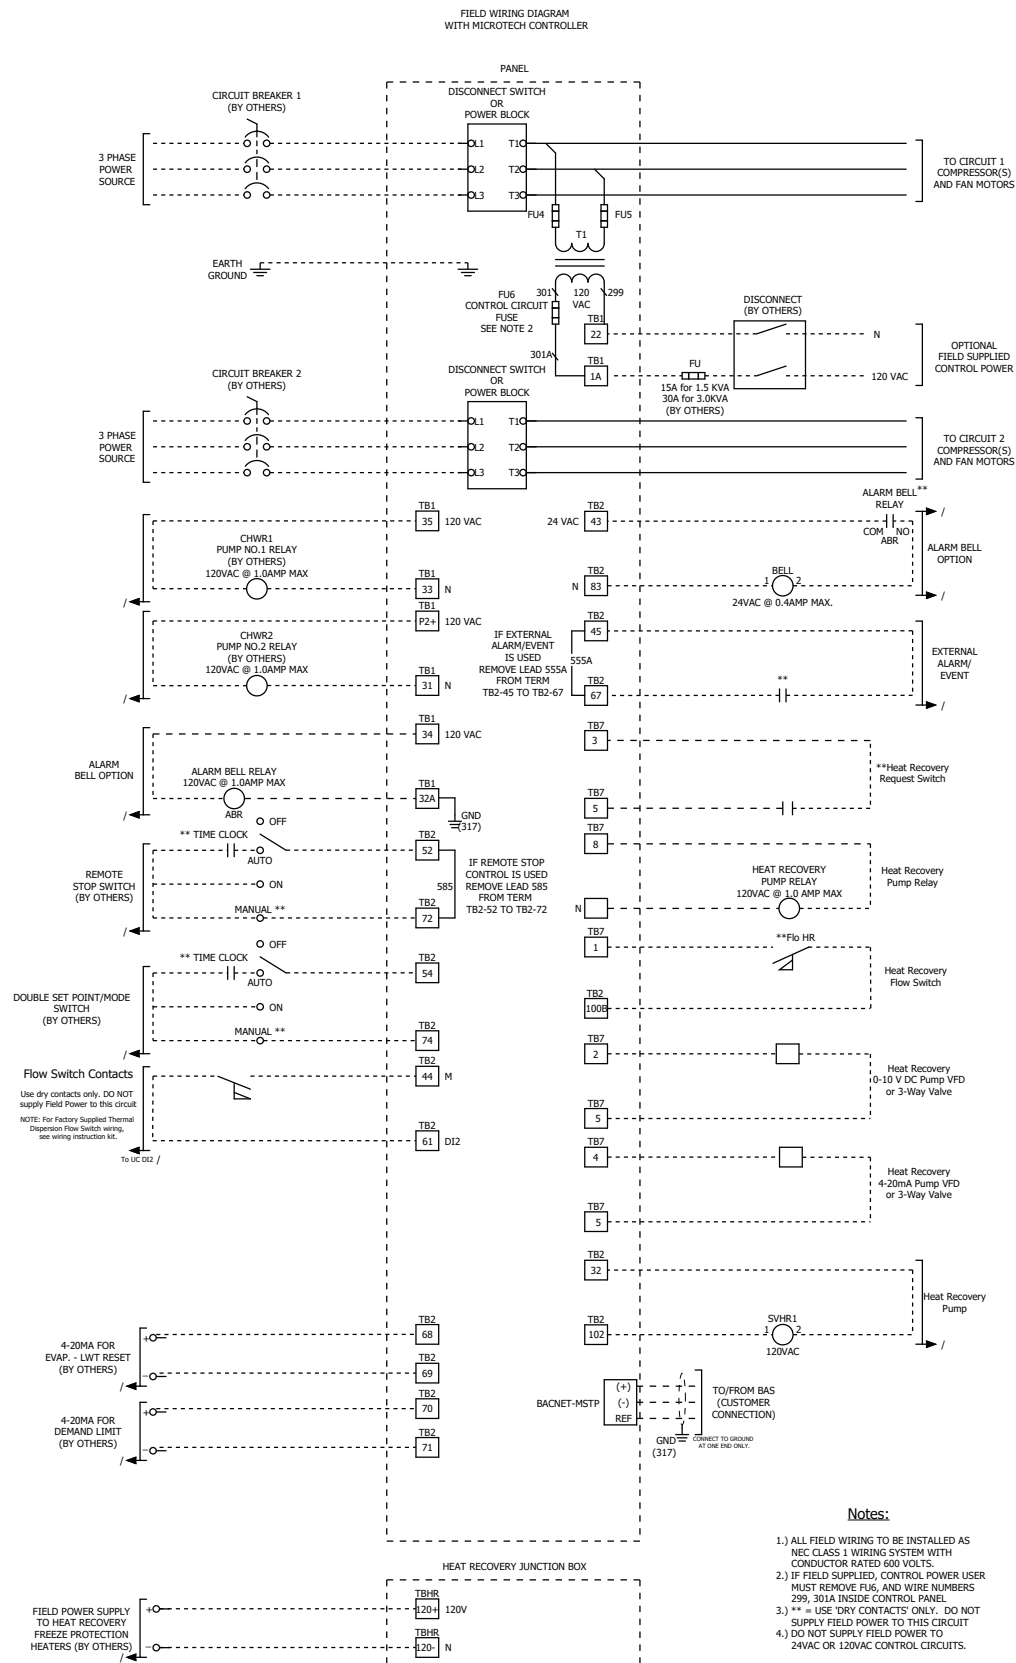 FIELD WIRING DIAGRAM
WITH MICROTECH CONTROLLER
PANEL
CIRCUIT BREAKER 1
(BY OTHERS)
DISCONNECT SWITCH
OR
POWER BLOCK
3 PHASE
POWER
SOURCE
L1
L2
L3
T1
T2
T3
TO CIRCUIT 1
COMPRESSOR(S)
AND FAN MOTORS
FU4
FU5
T1
EARTH
GROUND
301
120
VAC
299
FU6
CONTROL CIRCUIT
FUSE
SEE NOTE 2
TB1
22
301A
TB1
1A
FU
15A for 1.5 KVA
30A for 3.0KVA
(BY OTHERS)
DISCONNECT
(BY OTHERS)
N
120 VAC
OPTIONAL
FIELD SUPPLIED
CONTROL POWER
CIRCUIT BREAKER 2
(BY OTHERS)
DISCONNECT SWITCH
OR
POWER BLOCK
3 PHASE
POWER
SOURCE
L1
L2
L3
T1
T2
T3
TO CIRCUIT 2
COMPRESSOR(S)
AND FAN MOTORS
TB1
35 120 VAC
CHWR1
PUMP NO.1 RELAY
(BY OTHERS)
120VAC @ 1.0AMP MAX
TB1
33 N
/
TB1
P2+ 120 VAC
CHWR2
PUMP NO.2 RELAY
(BY OTHERS)
120VAC @ 1.0AMP MAX
TB1
31 N
/
TB1
34 120 VAC
ALARM
BELL OPTION
ALARM BELL RELAY
120VAC @ 1.0AMP MAX
ABR
TB1
32A
GND
(317)
/
OFF
** TIME CLOCK
AUTO
ON
MANUAL **
REMOTE
STOP SWITCH
(BY OTHERS)
/
TB2
52
585
TB2
72
IF REMOTE STOP
CONTROL IS USED
REMOVE LEAD 585
FROM TERM
TB2-52 TO TB2-72
OFF
** TIME CLOCK
AUTO
ON
MANUAL **
DOUBLE SET POINT/MODE
SWITCH
(BY OTHERS)
/
TB2
54
TB2
74
Flow Switch Contacts
Use dry contacts only. DO NOT
supply Field Power to this circuit
NOTE: For Factory Supplied Thermal
Dispersion Flow Switch wiring,
see wiring instruction kit.
To UC DI2 /
TB2
44 M
TB2
61 DI2
4-20MA FOR
EVAP. - LWT RESET
(BY OTHERS)
+
−
/
TB2
68
TB2
69
4-20MA FOR
DEMAND LIMIT
(BY OTHERS)
+
−
/
TB2
70
TB2
71
TB2
24 VAC 43
ALARM BELL **
RELAY
COM NO
ABR
/
ALARM BELL
OPTION
TB2
N 83
BELL
1 2
24VAC @ 0.4AMP MAX.
/
TB2
45
IF EXTERNAL
ALARM/EVENT
IS USED
REMOVE LEAD 555A
FROM TERM
TB2-45 TO TB2-67
555A
TB2
67
**
EXTERNAL
ALARM/
EVENT
/
TB7
3
**Heat Recovery
Request Switch
TB7
5
TB7
8
HEAT RECOVERY
PUMP RELAY
120VAC @ 1.0 AMP MAX
Heat Recovery
Pump Relay
N
TB7
1
**Flo HR
Heat Recovery
Flow Switch
TB2
100B
TB7
2
Heat Recovery
0-10 V DC Pump VFD
or 3-Way Valve
TB7
5
TB7
4
Heat Recovery
4-20mA Pump VFD
or 3-Way Valve
TB7
5
TB2
32
Heat Recovery
Pump
TB2
102
SVHR1
1 2
120VAC
/
BACNET-MSTP
(+)
(-)
REF
TO/FROM BAS
(CUSTOMER
CONNECTION)
GND
(317)
CONNECT TO GROUND
AT ONE END ONLY.
HEAT RECOVERY JUNCTION BOX
FIELD POWER SUPPLY
TO HEAT RECOVERY
FREEZE PROTECTION
HEATERS (BY OTHERS)
+
−
/
TBHR
120+ 120V
TBHR
120- N
Notes:
1.) ALL FIELD WIRING TO BE INSTALLED AS
NEC CLASS 1 WIRING SYSTEM WITH
CONDUCTOR RATED 600 VOLTS.
2.) IF FIELD SUPPLIED, CONTROL POWER USER
MUST REMOVE FU6, AND WIRE NUMBERS
299, 301A INSIDE CONTROL PANEL
3.) ** = USE 'DRY CONTACTS' ONLY. DO NOT
SUPPLY FIELD POWER TO THIS CIRCUIT
4.) DO NOT SUPPLY FIELD POWER TO
24VAC OR 120VAC CONTROL CIRCUITS.